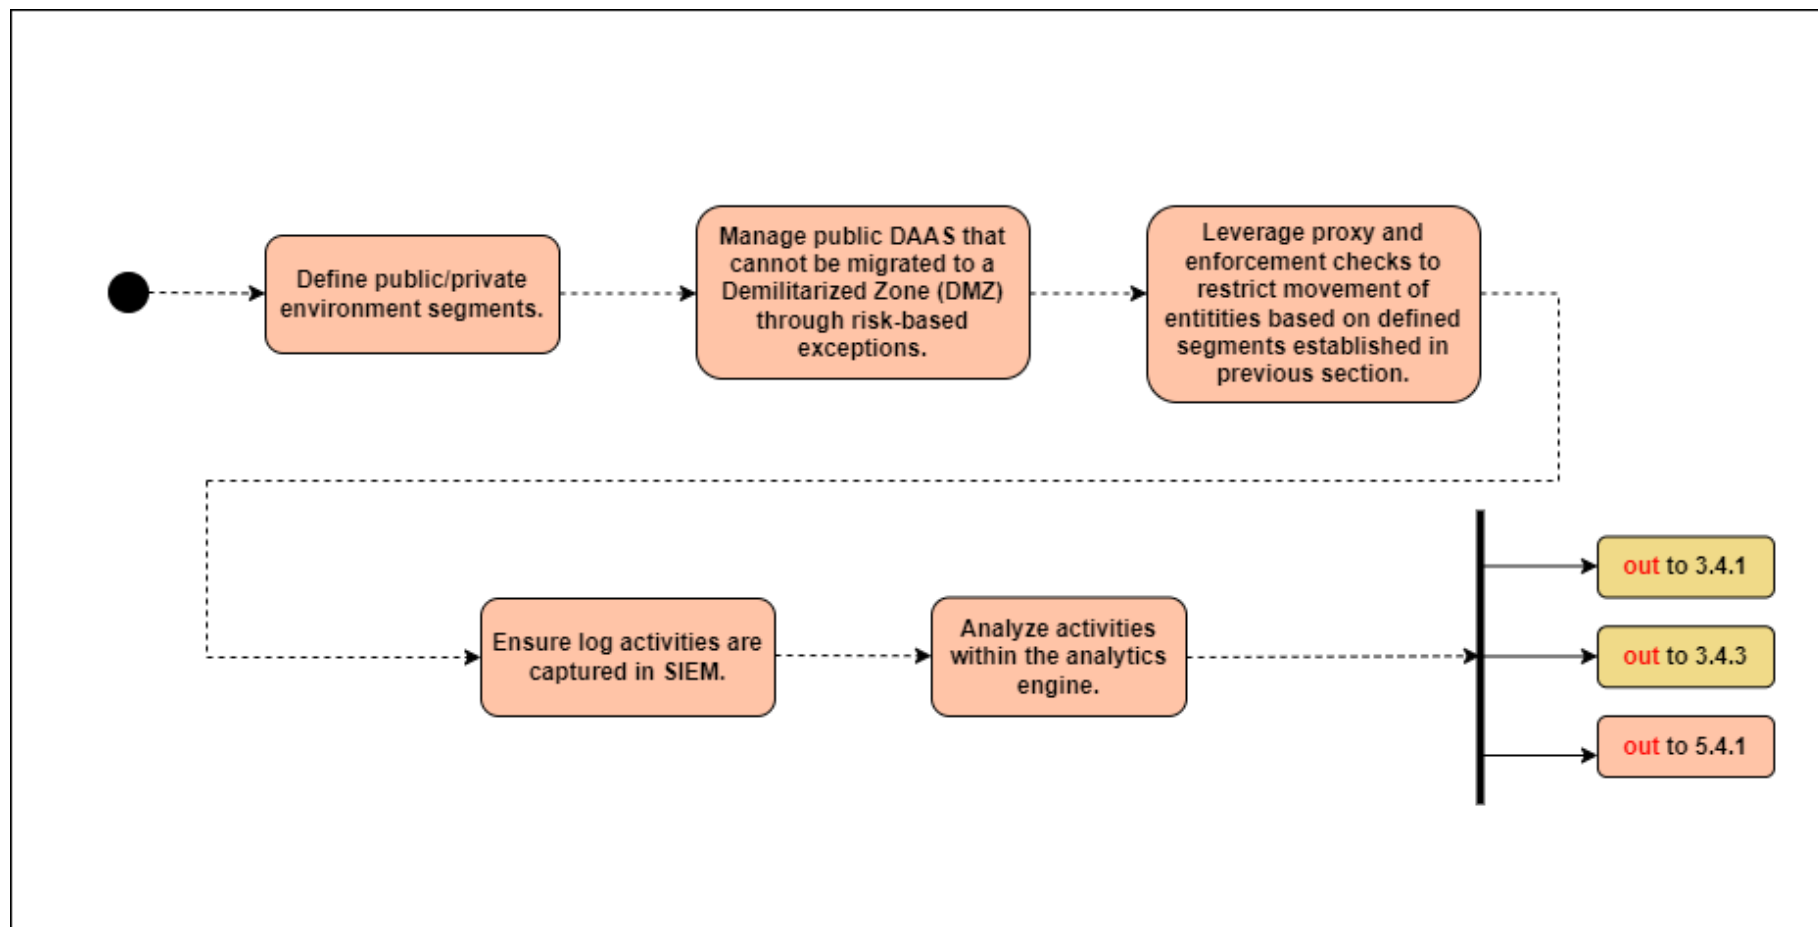 Define public/private
environment segments.
Manage public DAAS that
cannot be migrated to a
Demilitarized Zone (DMZ)
through risk-based
exceptions.
Leverage proxy and
enforcement checks to
restrict movement of
entitities based on defined
segments established in
previous section.
Ensure log activities are
captured in SIEM.
Analyze activities
within the analytics
engine.
out to 3.4.1
out to 3.4.3
out to 5.4.1